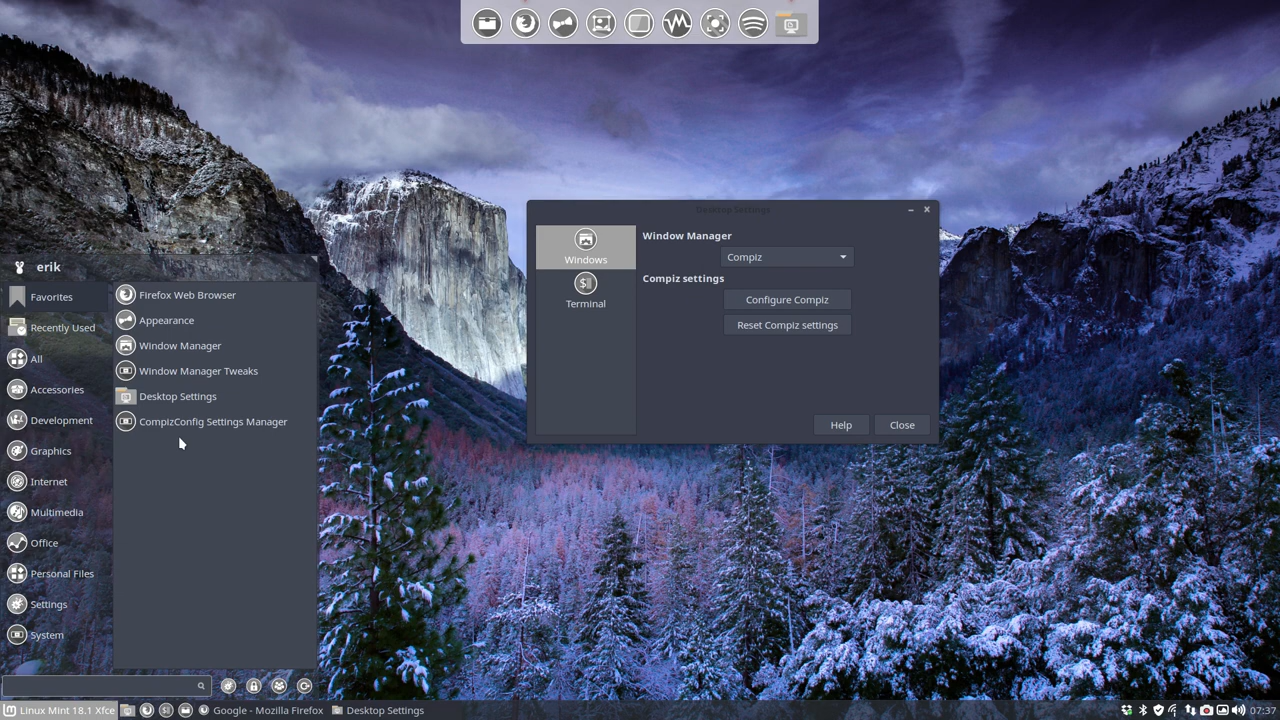 Desktop Settings
Windows
Terminal
Window Manager
Compiz
Compiz settings
Configure Compiz
Reset Compiz settings
Help
Close
erik
Favorites
Recently Used
All
Accessories
Development
Graphics
Internet
Multimedia
Office
Personal Files
Settings
System
Firefox Web Browser
Appearance
Window Manager
Window Manager Tweaks
Desktop Settings
CompizConfig Settings Manager
Linux Mint 18.1 Xfce
Google - Mozilla Firefox
Desktop Settings
07:37